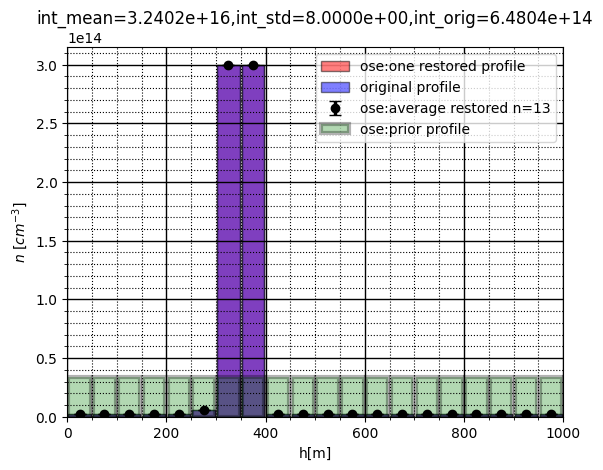 int_mean=3.2402e+16,int_std=8.0000e+00,int_orig=6.4804e+14
1e14
3.0
2.5
2.0
1.5
1.0
0.5
0.0
n [cm⁻³]
ose:one restored profile
original profile
ose:average restored n=13
ose:prior profile
0 200 400 600 800 1000
h[m]